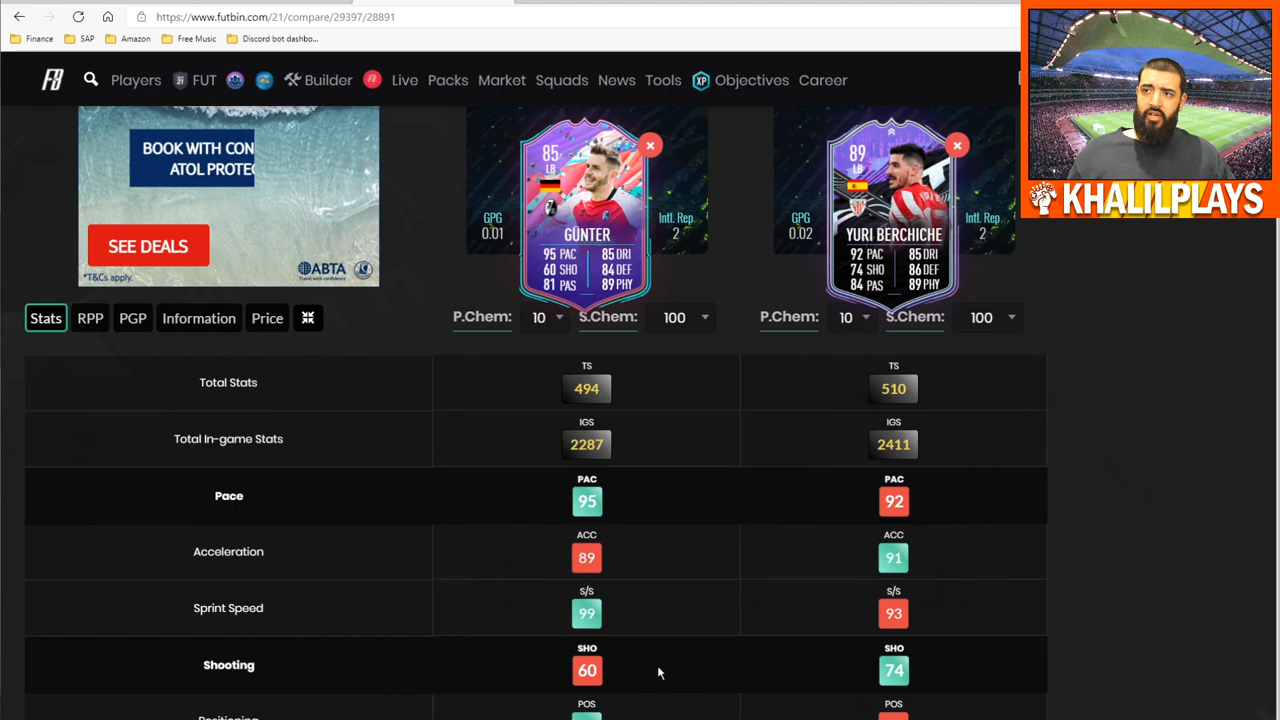 https://www.futbin.com/21/compare/29397/28891
Finance SAP Amazon Free Music Discord bot dashbo...
Players FUT Builder Live Packs Market Squads News Tools XP Objectives Career
BOOK WITH CON
ATOL PROTEC
SEE DEALS
*T&Cs apply.
ABTA
Travel with confidence
GPG
0.01
85
LB
GÜNTER
95 PAC 85 DRI
60 SHO 84 DEF
81 PAS 89 PHY
Intl. Rep
2
GPG
0.02
89
LB
YURI BERCHICHE
92 PAC 85 DRI
74 SHO 86 DEF
84 PAS 89 PHY
Intl. Rep
2
KHALILPLAYS
Stats RPP PGP Information Price
P.Chem: 10 S.Chem: 100 P.Chem: 10 S.Chem: 100
TS TS
Total Stats 494 510
IGS IGS
Total In-game Stats 2287 2411
PAC PAC
Pace 95 92
ACC ACC
Acceleration 89 91
S/S S/S
Sprint Speed 99 93
SHO SHO
Shooting 60 74
POS POS
Positioning